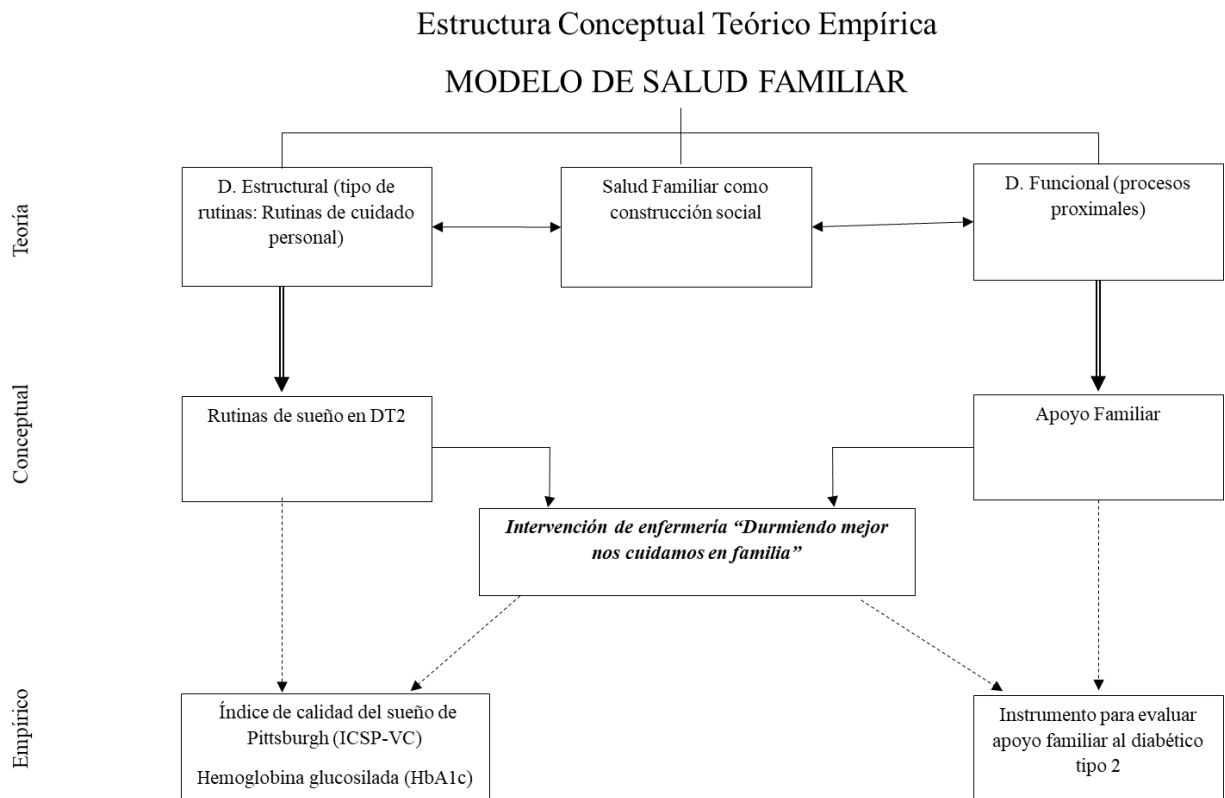 Estructura Conceptual Teórico Empírica
MODELO DE SALUD FAMILIAR
Teoría
D. Estructural (tipo de
rutinas: Rutinas de cuidado
personal)
Salud Familiar como
construcción social
D. Funcional (procesos
proximales)
Conceptual
Rutinas de sueño en DT2
Apoyo Familiar
Intervención de enfermería “Durmiendo mejor
nos cuidamos en familia”
Empírico
Índice de calidad del sueño de
Pittsburgh (ICSP-VC)
Hemoglobina glucosilada (HbA1c)
Instrumento para evaluar
apoyo familiar al diabético
tipo 2